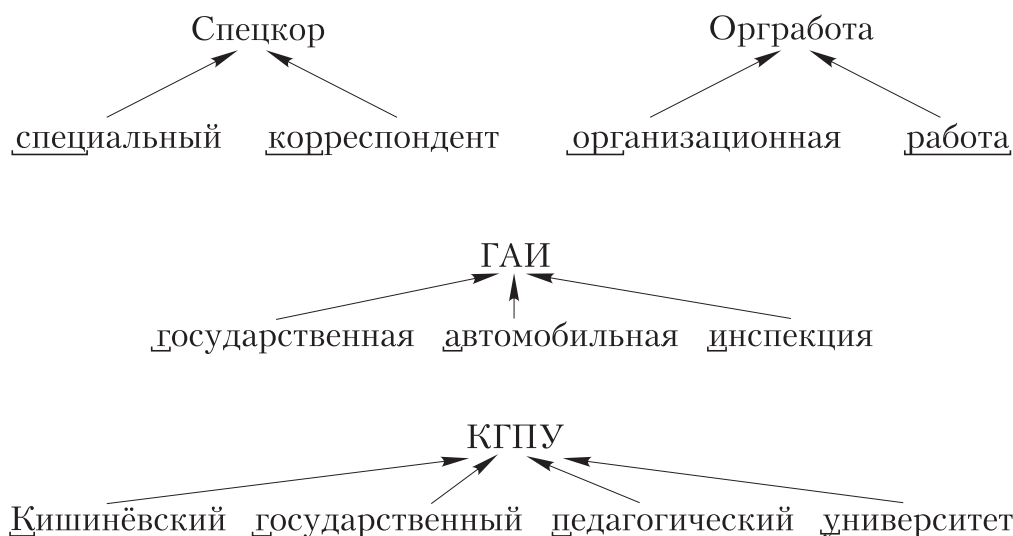 Спецкор Оргработа
специальный корреспондент организационная работа
ГАИ
государственная автомобильная инспекция
КГПУ
Кишинёвский государственный педагогический университет